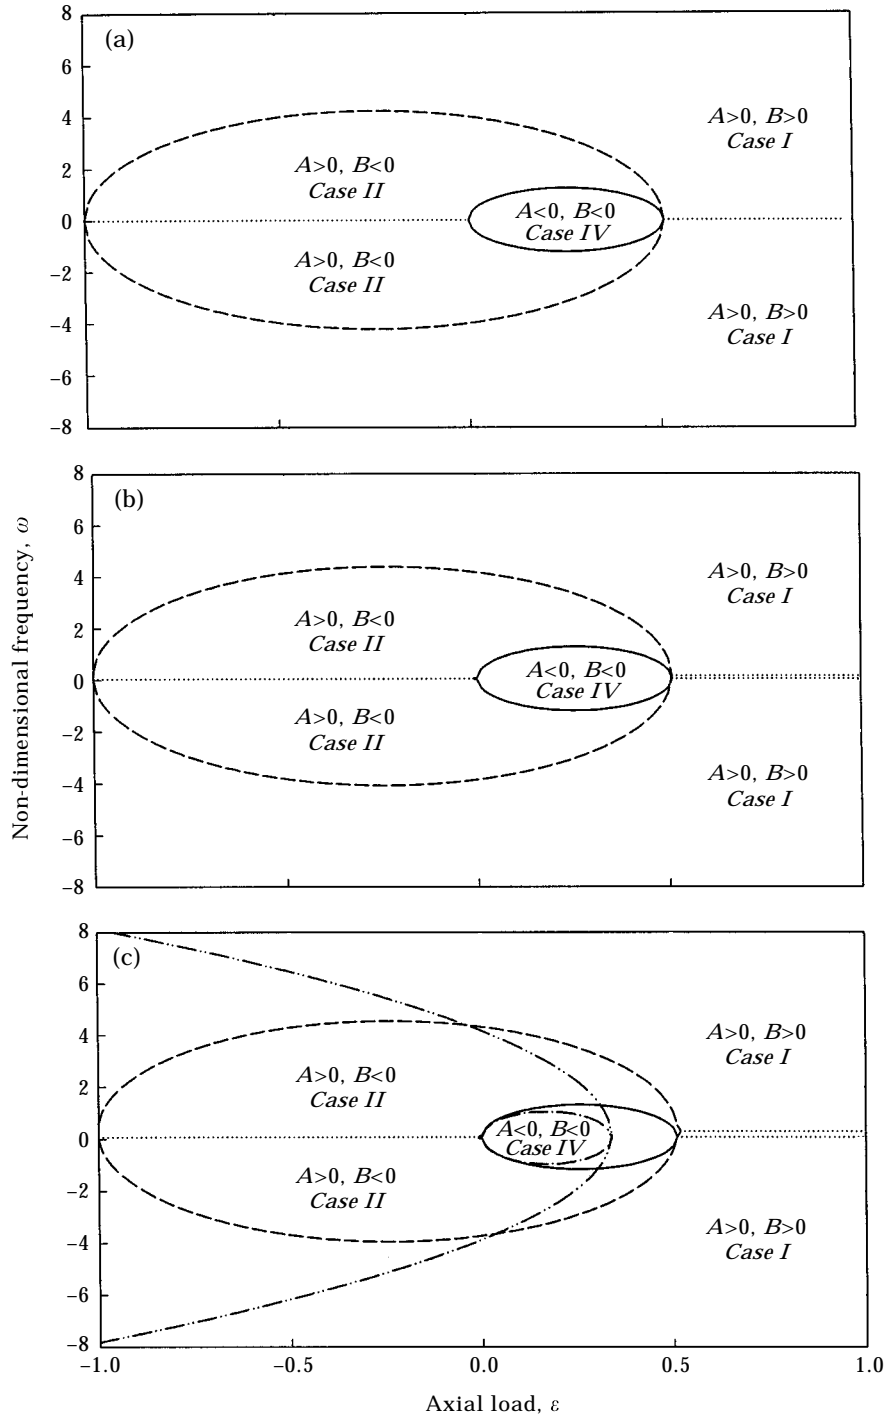 (a)
8
6
4
2
0
−2
−4
−6
−8
A>0, B>0
Case I
A>0, B<0
Case II
A<0, B<0
Case IV
A>0, B<0
Case II
A>0, B>0
Case I
Non-dimensional frequency, ω
(b)
8
6
4
2
0
−2
−4
−6
−8
A>0, B>0
Case I
A>0, B<0
Case II
A<0, B<0
Case IV
A>0, B<0
Case II
A>0, B>0
Case I
(c)
8
6
4
2
0
−2
−4
−6
−8
A>0, B>0
Case I
A>0, B<0
Case II
A<0, B<0
Case IV
A>0, B<0
Case II
A>0, B>0
Case I
−1.0 −0.5 0.0 0.5 1.0
Axial load, ε